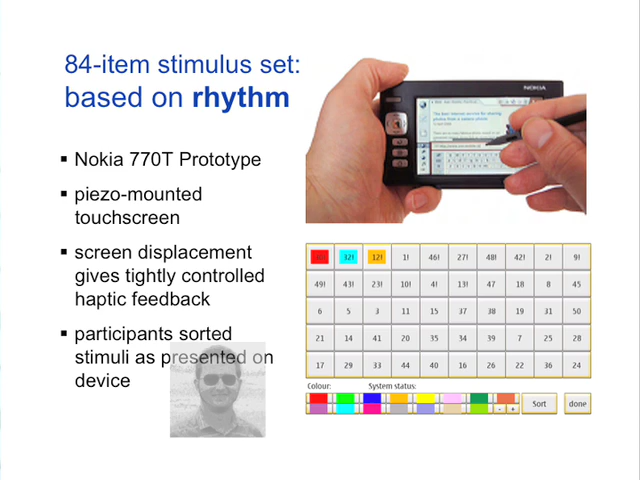 84-item stimulus set:
based on rhythm
▪ Nokia 770T Prototype
▪ piezo-mounted
touchscreen
▪ screen displacement
gives tightly controlled
haptic feedback
▪ participants sorted
stimuli as presented on
device
NOKIA
32! 12! 1! 46! 27! 48! 42! 2! 9!
49! 43! 23! 10! 4! 13! 47 18 8 45
6 5 3 11 15 37 38 19 31 50
21 14 41 20 35 34 39 7 25 28
17 29 33 44 40 16 22 26 36 24
Colour: System status:
- + Sort done